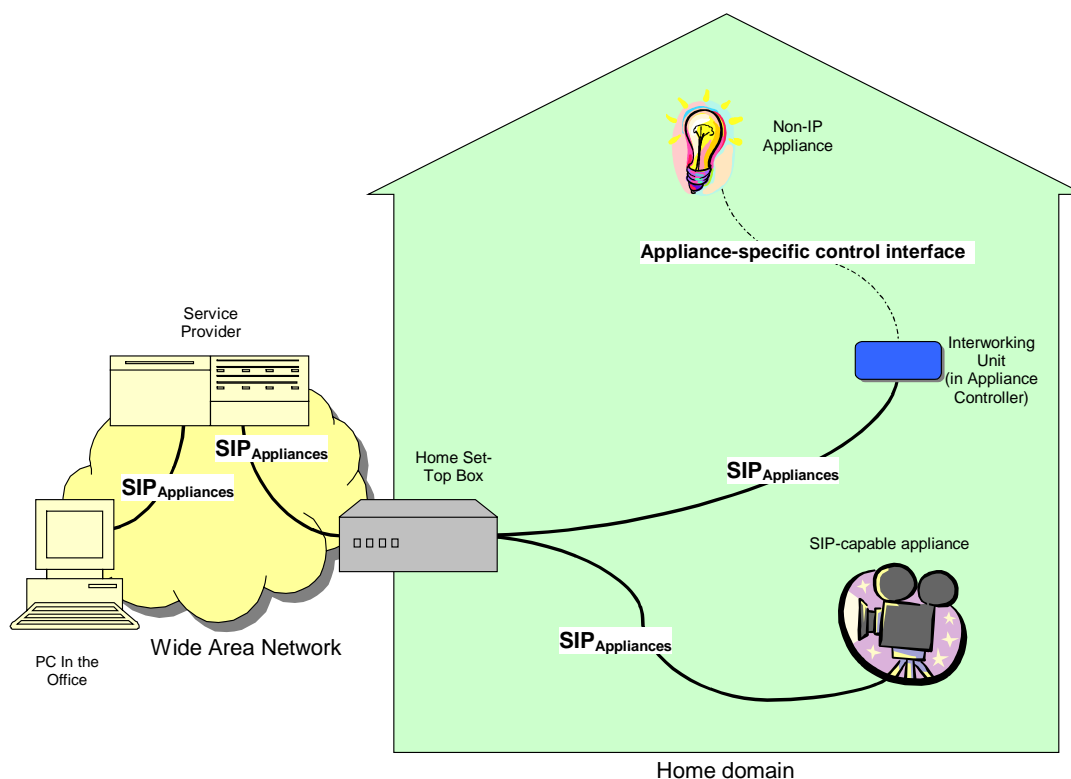 Non-IP
Appliance
Appliance-specific control interface
Service
Provider
Interworking
Unit
(in Appliance
Controller)
SIPAppliances
Home Set-
Top Box
SIPAppliances
SIPAppliances
SIP-capable appliance
SIPAppliances
Wide Area Network
PC In the
Office
Home domain